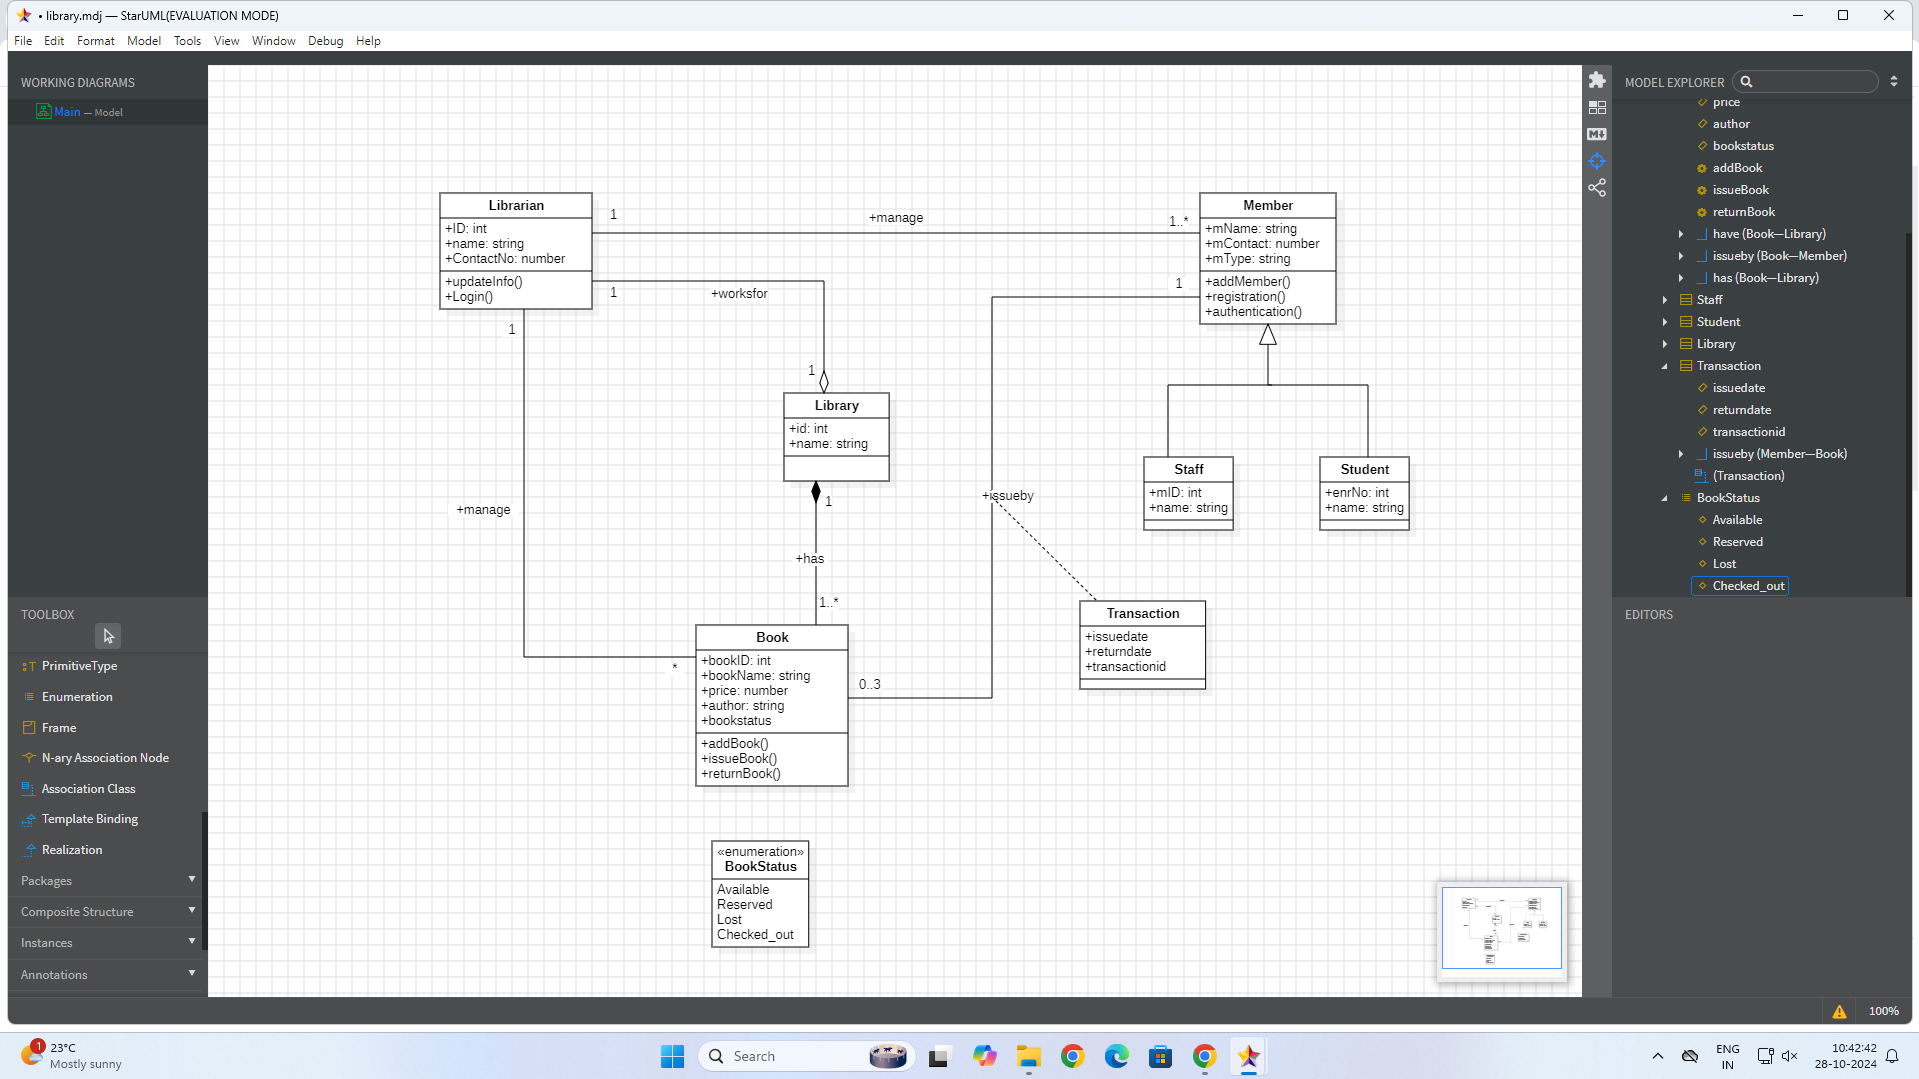 • library.mdj — StarUML(EVALUATION MODE)
File Edit Format Model Tools View Window Debug Help
WORKING DIAGRAMS
Main — Model
TOOLBOX
PrimitiveType
Enumeration
Frame
N-ary Association Node
Association Class
Template Binding
Realization
Packages
Composite Structure
Instances
Annotations
Librarian
+ID: int
+name: string
+ContactNo: number
+updateInfo()
+Login()
1
+manage
1..*
1
+worksfor
1
1
+manage
*
Member
+mName: string
+mContact: number
+mType: string
+addMember()
+registration()
+authentication()
1
Library
+id: int
+name: string
1
+has
1..*
+issueby
0..3
Staff
+mID: int
+name: string
Student
+enrNo: int
+name: string
Transaction
+issuedate
+returndate
+transactionid
Book
+bookID: int
+bookName: string
+price: number
+author: string
+bookstatus
+addBook()
+issueBook()
+returnBook()
«enumeration»
BookStatus
Available
Reserved
Lost
Checked_out
MODEL EXPLORER
price
author
bookstatus
addBook
issueBook
returnBook
have (Book—Library)
issueby (Book—Member)
has (Book—Library)
Staff
Student
Library
Transaction
issuedate
returndate
transactionid
issueby (Member—Book)
(Transaction)
BookStatus
Available
Reserved
Lost
Checked_out
EDITORS
100%
1
23°C
Mostly sunny
Search
ENG
IN
10:42:42
28-10-2024